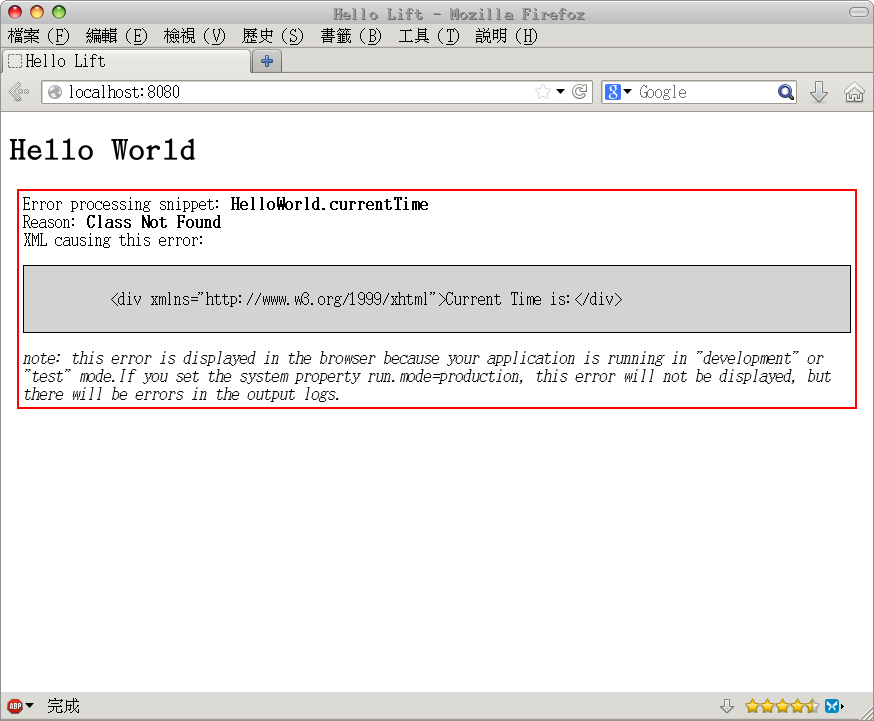 Hello Lift - Mozilla Firefox
檔案 (F) 編輯 (E) 檢視 (V) 歷史 (S) 書籤 (B) 工具 (T) 說明 (H)
Hello Lift
localhost:8080
Google
Hello World
Error processing snippet: HelloWorld.currentTime
Reason: Class Not Found
XML causing this error:
<div xmlns="http://www.w3.org/1999/xhtml">Current Time is:</div>
note: this error is displayed in the browser because your application is running in "development" or
"test" mode.If you set the system property run.mode=production, this error will not be displayed, but
there will be errors in the output logs.
ABP 完成